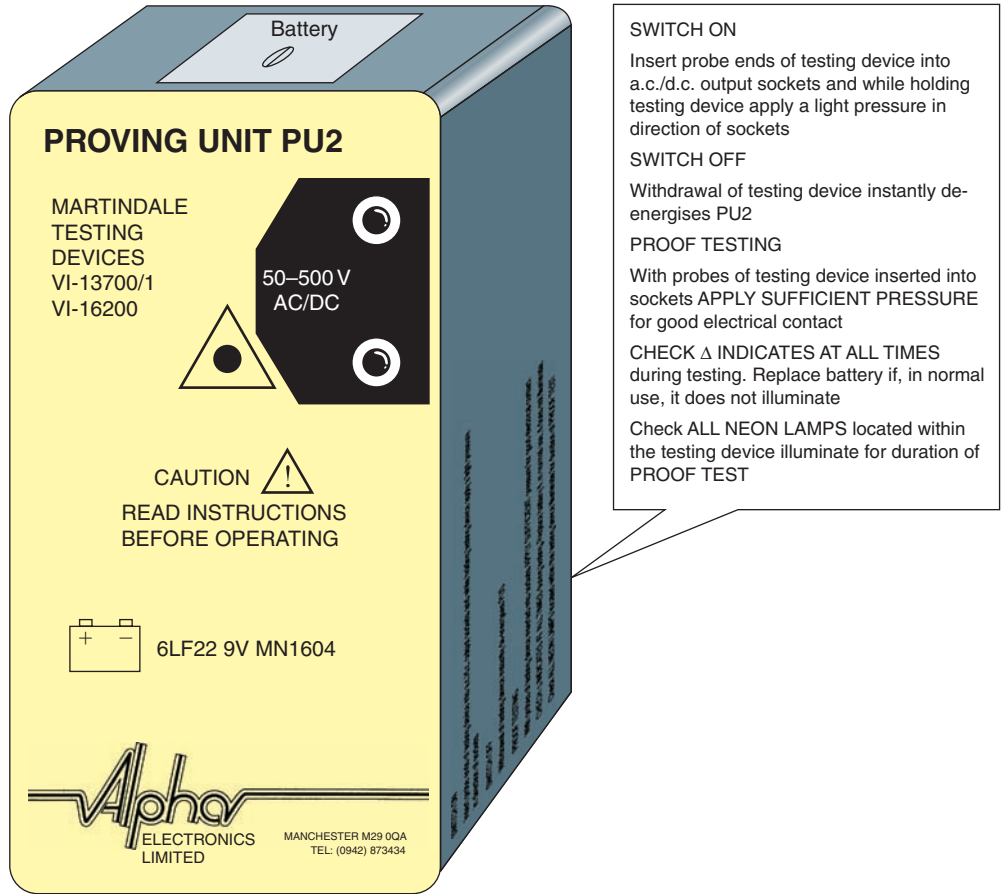 Battery
PROVING UNIT PU2
MARTINDALE
TESTING
DEVICES
VI-13700/1
VI-16200
50–500 V
AC/DC
CAUTION !
READ INSTRUCTIONS
BEFORE OPERATING
+ −
6LF22 9V MN1604
Alpha
ELECTRONICS
LIMITED
MANCHESTER M29 0QA
TEL: (0942) 873434
SWITCH ON
Insert probe ends of testing device into
a.c./d.c. output sockets and while holding
testing device apply a light pressure in
direction of sockets
SWITCH OFF
Withdrawal of testing device instantly de-
energises PU2
PROOF TESTING
With probes of testing device inserted into
sockets APPLY SUFFICIENT PRESSURE
for good electrical contact
CHECK Δ INDICATES AT ALL TIMES
during testing. Replace battery if, in normal
use, it does not illuminate
Check ALL NEON LAMPS located within
the testing device illuminate for duration of
PROOF TEST